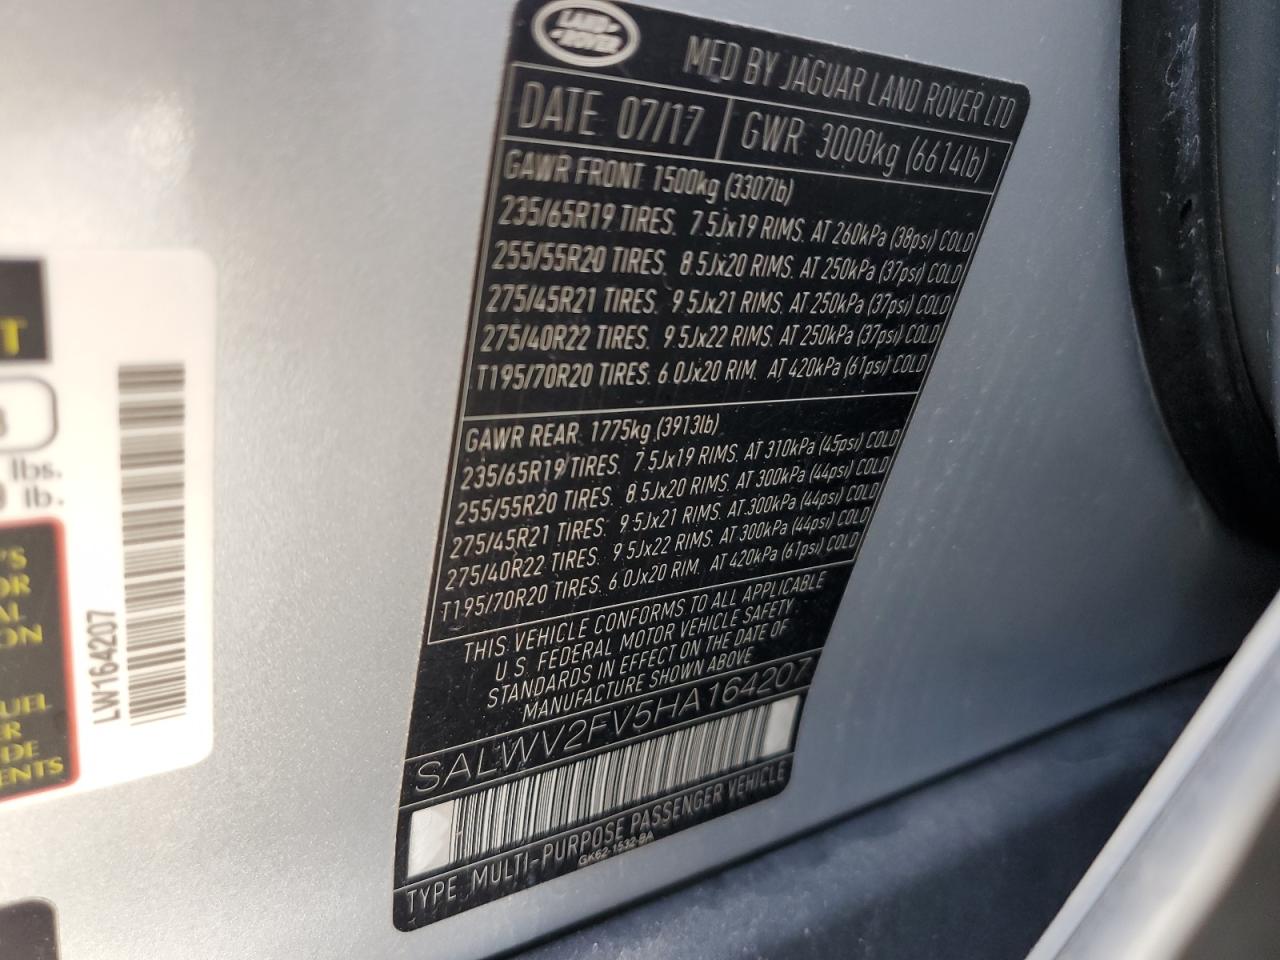 LAND
ROVER
MFD BY JAGUAR LAND ROVER LTD
DATE 07/17 GWR 3000kg (6614lb)
GAWR FRONT 1500kg (3307lb)
235/65R19 TIRES. 7.5Jx19 RIMS. AT 260kPa (38psi) COLD
255/55R20 TIRES. 8.5Jx20 RIMS. AT 250kPa (37psi) COLD
275/45R21 TIRES. 9.5Jx21 RIMS. AT 250kPa (37psi) COLD
275/40R22 TIRES. 9.5Jx22 RIMS. AT 250kPa (37psi) COLD
T195/70R20 TIRES. 6.0Jx20 RIM. AT 420kPa (61psi) COLD
GAWR REAR 1775kg (3913lb)
235/65R19 TIRES. 7.5Jx19 RIMS. AT 310kPa (45psi) COLD
255/55R20 TIRES. 8.5Jx20 RIMS. AT 300kPa (44psi) COLD
275/45R21 TIRES. 9.5Jx21 RIMS. AT 300kPa (44psi) COLD
275/40R22 TIRES. 9.5Jx22 RIMS. AT 300kPa (44psi) COLD
T195/70R20 TIRES. 6.0Jx20 RIM. AT 420kPa (61psi) COLD
THIS VEHICLE CONFORMS TO ALL APPLICABLE
U.S. FEDERAL MOTOR VEHICLE SAFETY
STANDARDS IN EFFECT ON THE DATE OF
MANUFACTURE SHOWN ABOVE
SALWV2FV5HA164207
TYPE. MULTI-PURPOSE PASSENGER VEHICLE
GK62-1532-BA
T
lbs.
lb.
'S
OR
AL
ON
UEL
ER
DE
ENTS
LW164207